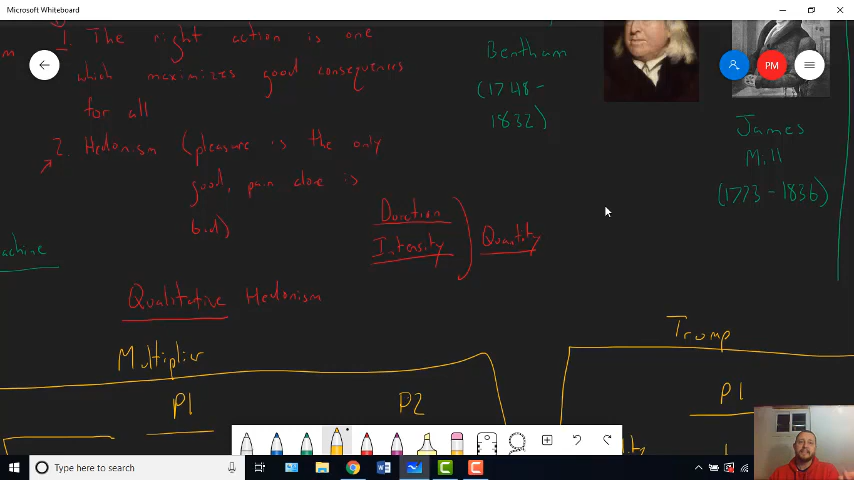 Microsoft Whiteboard
1. The right action is one
which maximizes good consequences
for all
2. Hedonism (pleasure is the only
good, pain alone is
bad)
Duration
Intensity
Quantity
Bentham
(1748-
1832)
PM
James
Mill
(1773-1836)
achine
Qualitative Hedonism
Multiplier
P1 P2
Trump
P1
Type here to search